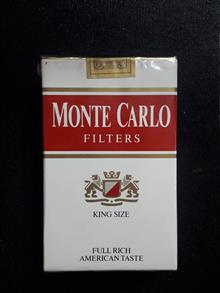 MONTE CARLO
FILTERS
KING SIZE
FULL RICH
AMERICAN TASTE